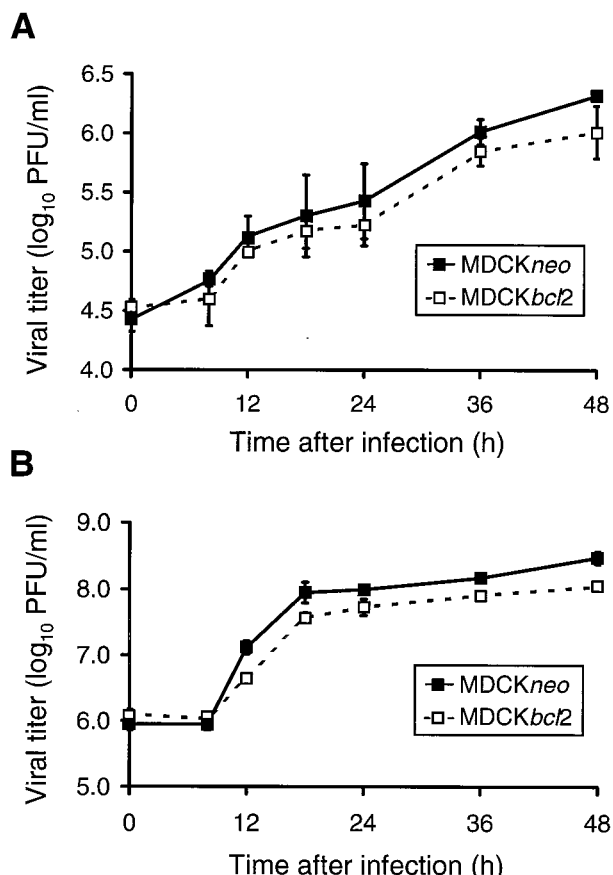 A
Viral titer (log10 PFU/ml)
6.5
6.0
5.5
5.0
4.5
4.0
MDCKneo
MDCKbcl2
0 12 24 36 48
Time after infection (h)
B
Viral titer (log10 PFU/ml)
9.0
8.0
7.0
6.0
5.0
MDCKneo
MDCKbcl2
0 12 24 36 48
Time after infection (h)